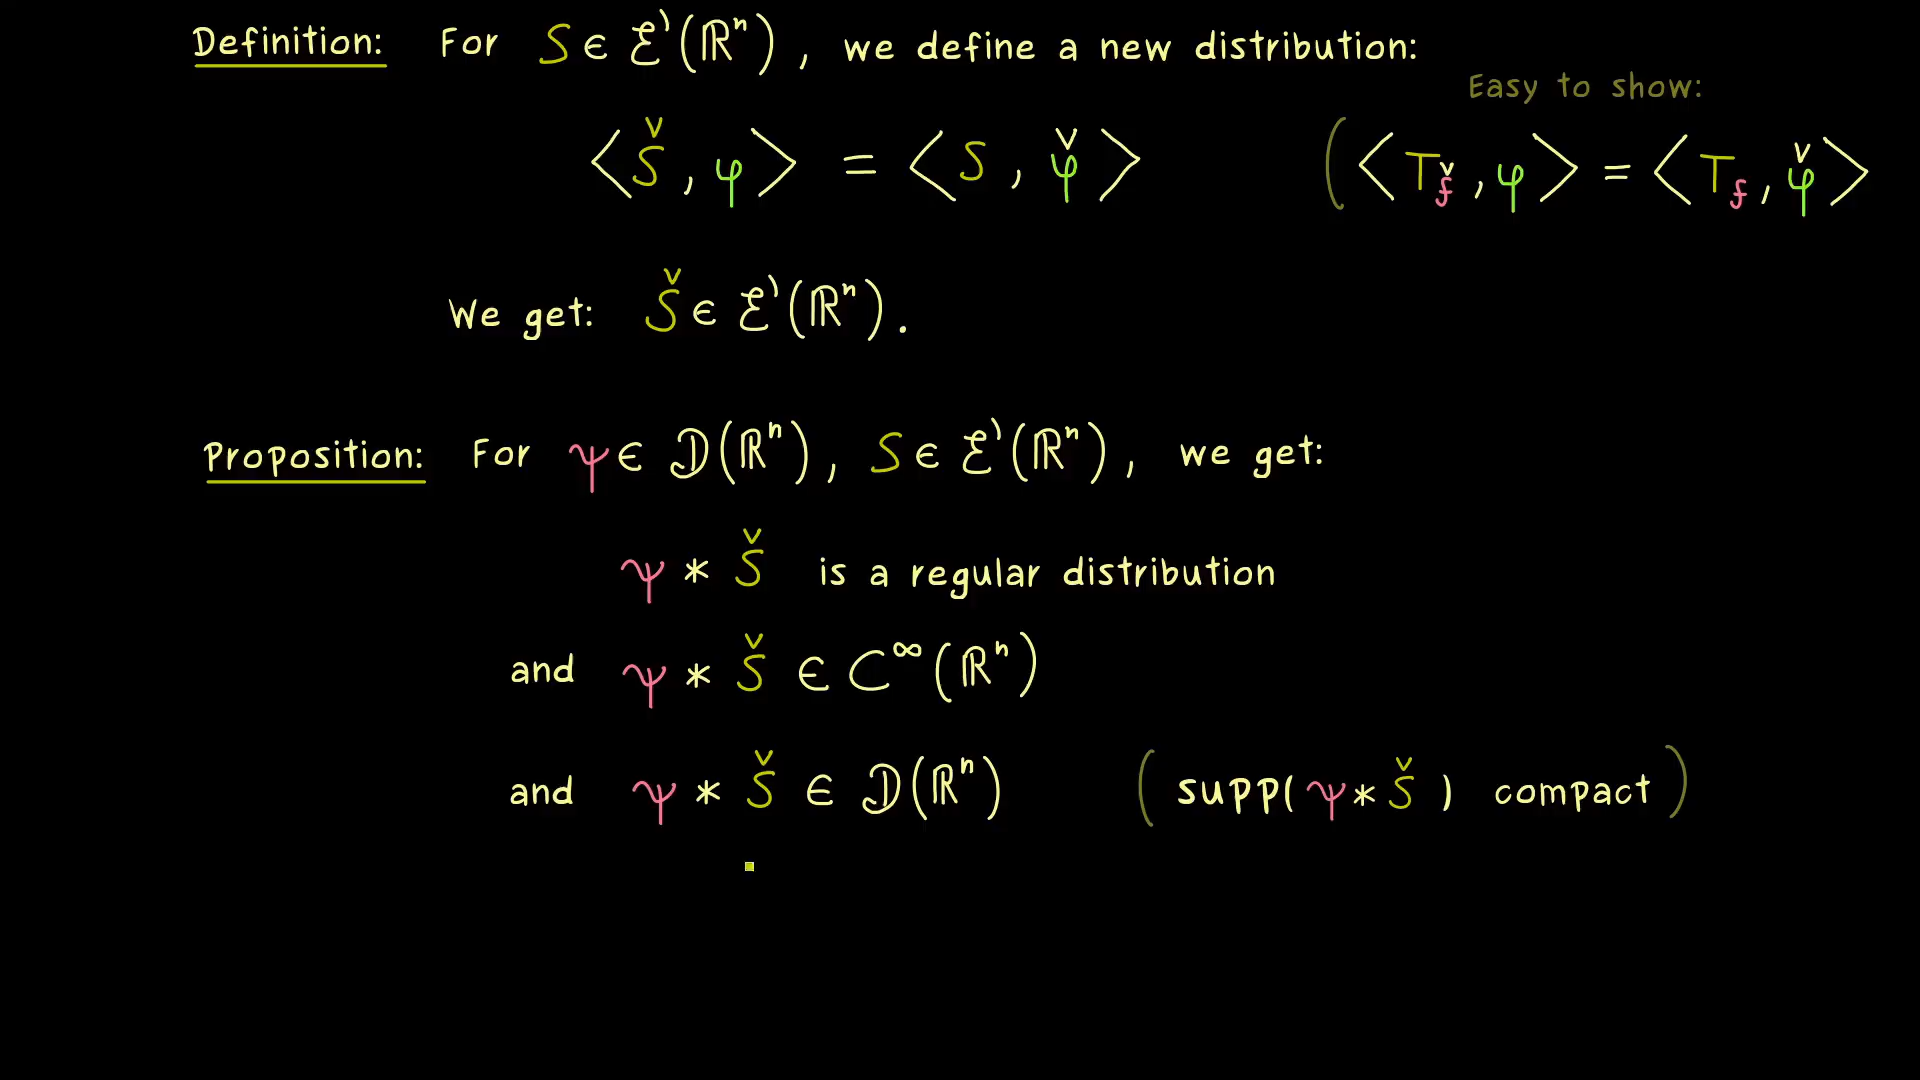 Definition: For S ∈ ℰ'(ℝⁿ), we define a new distribution:
Easy to show:
⟨Š, φ⟩ = ⟨S, φ̌⟩ (⟨T_f̌, φ⟩ = ⟨T_f, φ̌⟩
We get: Š ∈ ℰ'(ℝⁿ).
Proposition: For ψ ∈ 𝒟(ℝⁿ), S ∈ ℰ'(ℝⁿ), we get:
ψ * Š is a regular distribution
and ψ * Š ∈ C^∞(ℝⁿ)
and ψ * Š ∈ 𝒟(ℝⁿ) (supp(ψ * Š) compact)